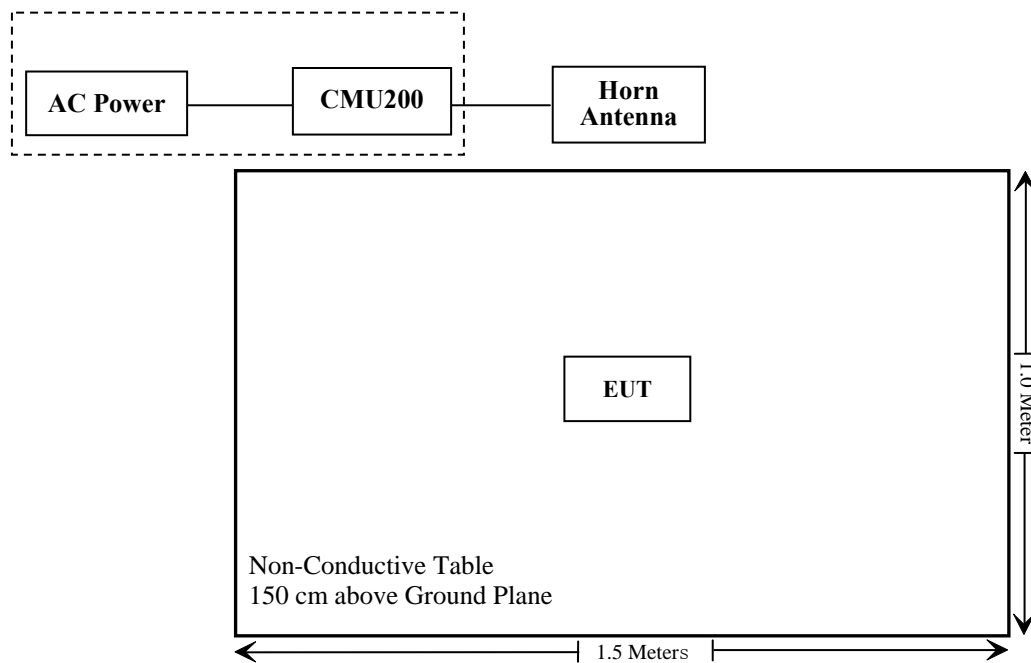 AC Power
CMU200
Horn
Antenna
EUT
1.0 Meter
Non-Conductive Table
150 cm above Ground Plane
1.5 Meters